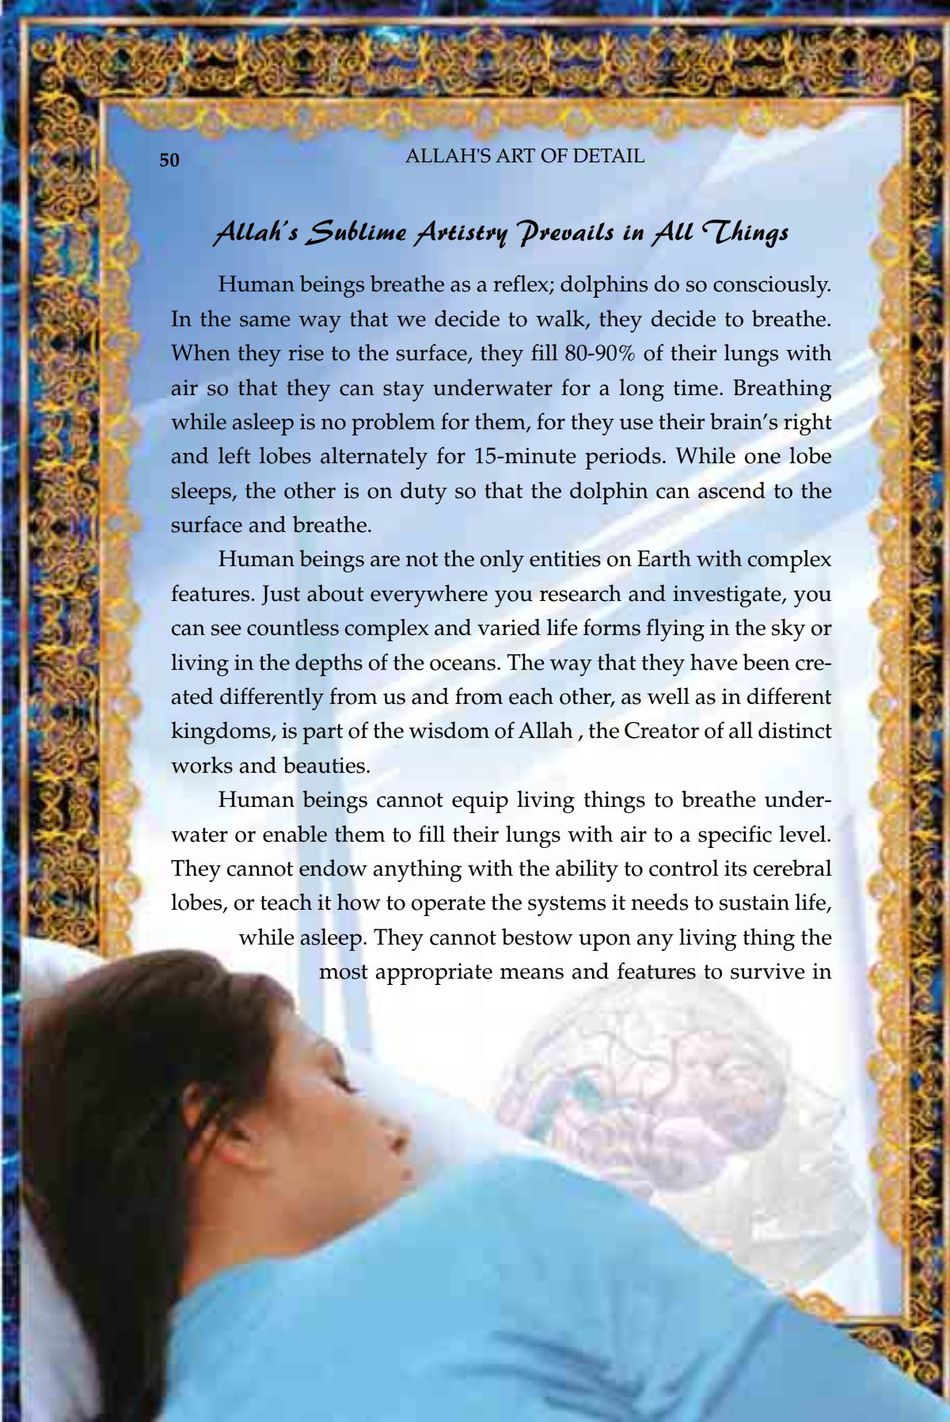 50
ALLAH'S ART OF DETAIL
Allah's Sublime Artistry Prevails in All Things
Human beings breathe as a reflex; dolphins do so consciously.
In the same way that we decide to walk, they decide to breathe.
When they rise to the surface, they fill 80-90% of their lungs with
air so that they can stay underwater for a long time. Breathing
while asleep is no problem for them, for they use their brain's right
and left lobes alternately for 15-minute periods. While one lobe
sleeps, the other is on duty so that the dolphin can ascend to the
surface and breathe.
Human beings are not the only entities on Earth with complex
features. Just about everywhere you research and investigate, you
can see countless complex and varied life forms flying in the sky or
living in the depths of the oceans. The way that they have been cre-
ated differently from us and from each other, as well as in different
kingdoms, is part of the wisdom of Allah , the Creator of all distinct
works and beauties.
Human beings cannot equip living things to breathe under-
water or enable them to fill their lungs with air to a specific level.
They cannot endow anything with the ability to control its cerebral
lobes, or teach it how to operate the systems it needs to sustain life,
while asleep. They cannot bestow upon any living thing the
most appropriate means and features to survive in